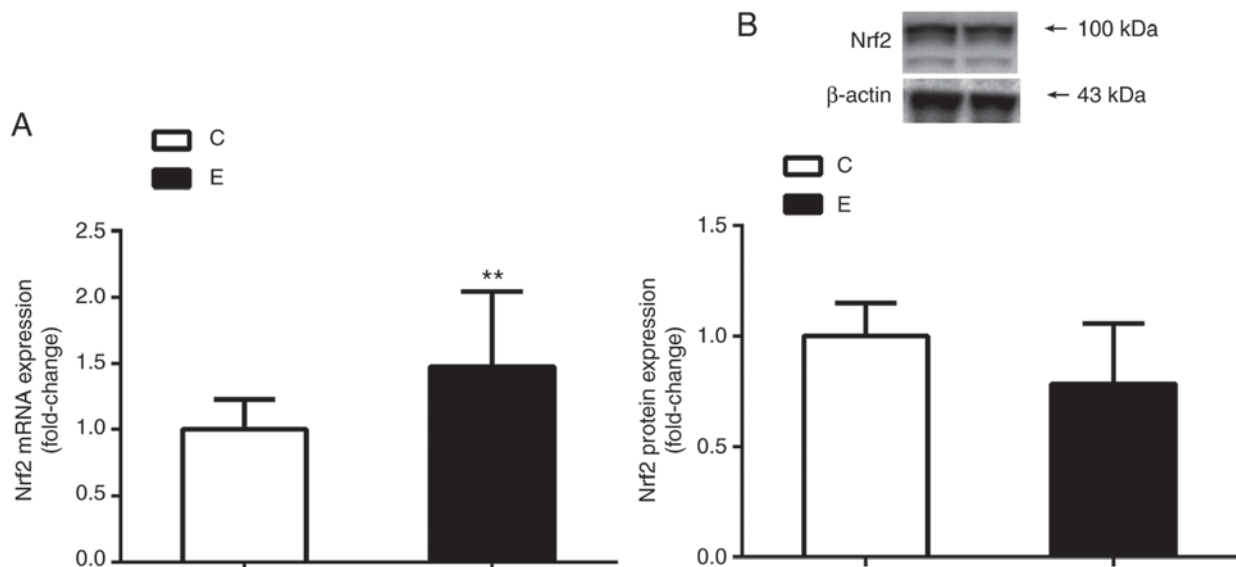 A
C
E
Nrf2 mRNA expression
(fold-change)
2.5
2.0
1.5
1.0
0.5
0.0
**
B
Nrf2
← 100 kDa
β-actin
← 43 kDa
C
E
Nrf2 protein expression
(fold-change)
1.5
1.0
0.5
0.0